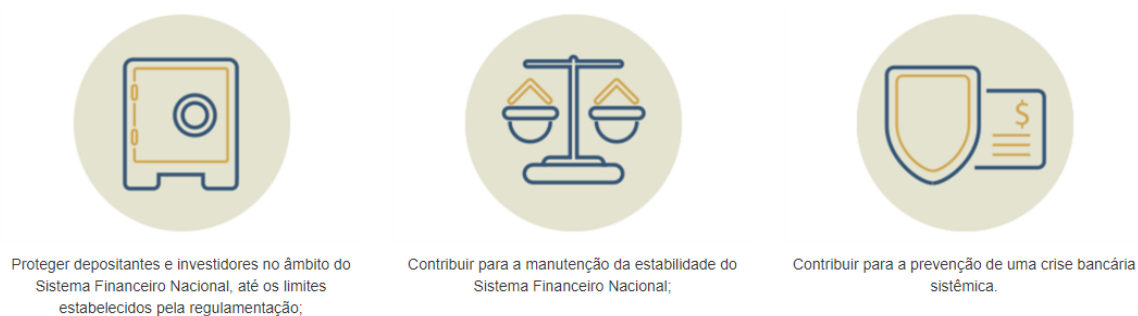 $
Proteger depositantes e investidores no âmbito do
Sistema Financeiro Nacional, até os limites
estabelecidos pela regulamentação;
Contribuir para a manutenção da estabilidade do
Sistema Financeiro Nacional;
Contribuir para a prevenção de uma crise bancária
sistêmica.